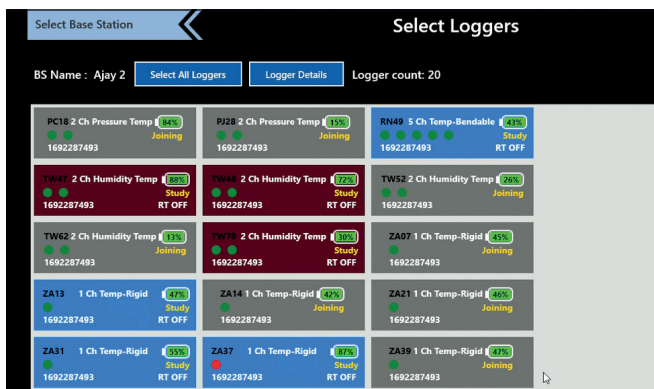 Select Base Station
Select Loggers
BS Name : Ajay 2
Select All Loggers
Logger Details
Logger count: 20
PC18 2 Ch Pressure Temp 84%
Joining
1692287493
PJ28 2 Ch Pressure Temp 15%
Joining
1692287493
RN49 5 Ch Temp-Bendable 43%
Study
1692287493 RT OFF
TW47 2 Ch Humidity Temp 88%
Study
1692287493 RT OFF
TW48 2 Ch Humidity Temp 72%
Study
1692287493 RT OFF
TW52 2 Ch Humidity Temp 26%
Joining
1692287493
TW62 2 Ch Humidity Temp 13%
Joining
1692287493
TW79 2 Ch Humidity Temp 30%
Study
1692287493 RT OFF
ZA07 1 Ch Temp-Rigid 45%
Joining
1692287493
ZA13 1 Ch Temp-Rigid 47%
Study
1692287493 RT OFF
ZA14 1 Ch Temp-Rigid 42%
Joining
1692287493
ZA21 1 Ch Temp-Rigid 46%
Joining
1692287493
ZA31 1 Ch Temp-Rigid 55%
Study
1692287493 RT OFF
ZA37 1 Ch Temp-Rigid 87%
Study
1692287493 RT OFF
ZA39 1 Ch Temp-Rigid 47%
Joining
1692287493